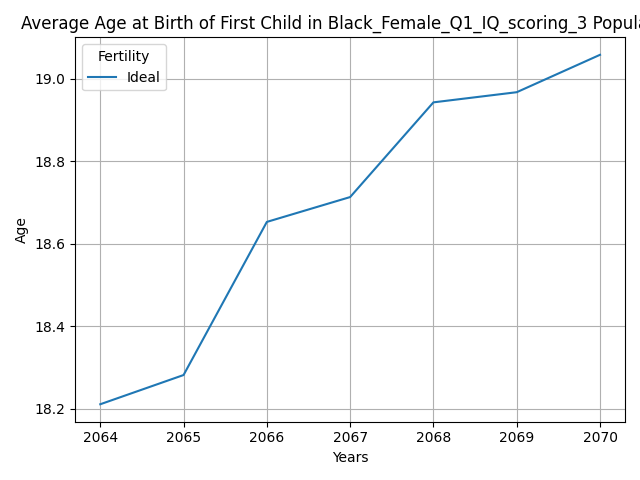 Average Age at Birth of First Child in Black_Female_Q1_IQ_scoring_3 Popula
Fertility
Ideal
19.0
18.8
18.6
18.4
18.2
Age
2064 2065 2066 2067 2068 2069 2070
Years